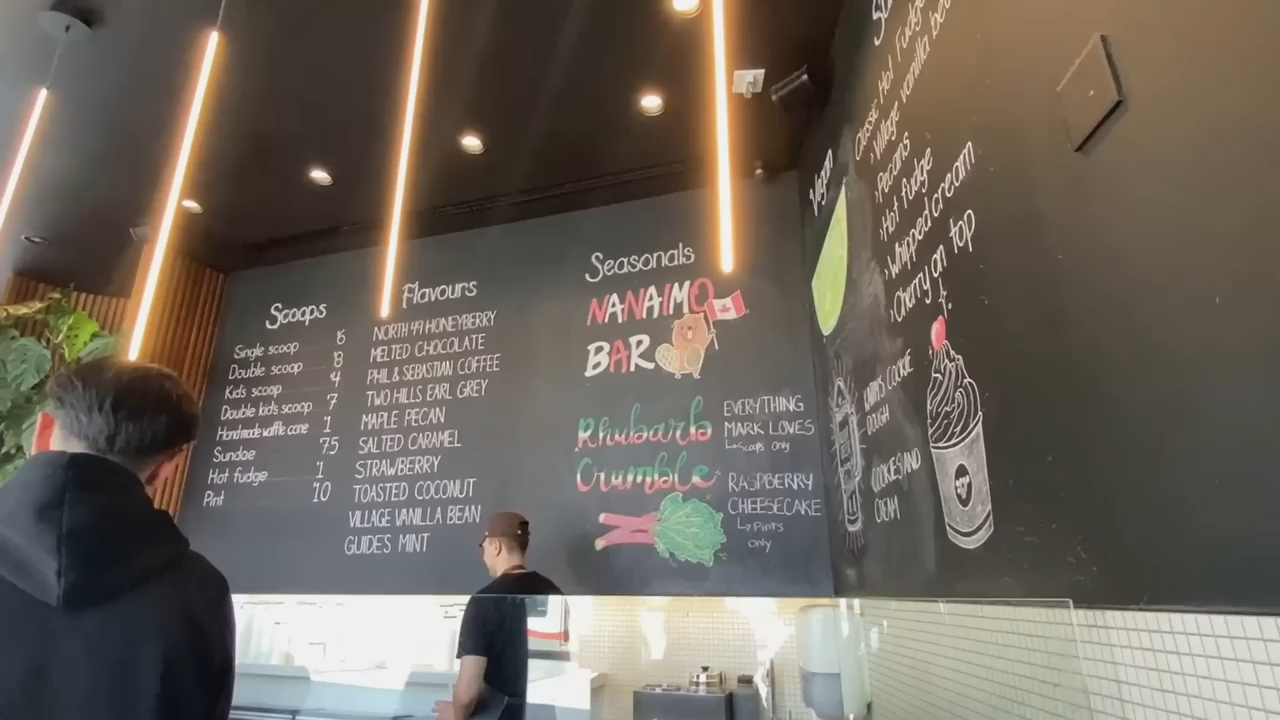 Scoops
Single scoop 6
Double scoop 8
Kid's scoop 4
Double kid's scoop 7
Handmade waffle cone 1
Sundae 7.5
Hot fudge 1
Pint 10
Flavours
NORTH 49 HONEYBERRY
MELTED CHOCOLATE
PHIL & SEBASTIAN COFFEE
TWO HILLS EARL GREY
MAPLE PECAN
SALTED CARAMEL
STRAWBERRY
TOASTED COCONUT
VILLAGE VANILLA BEAN
GUIDES MINT
Seasonals
NANAIMO
BAR
Rhubarb
Crumble
EVERYTHING
MARK LOVES
Scoops only
RASPBERRY
CHEESECAKE
Pints
only
Vegan
COOKIE
DOUGH
COOKIES AND
CREAM
Classic Hot Fudge
Village vanilla
Pecans
Hot fudge
Whipped cream
Cherry on top